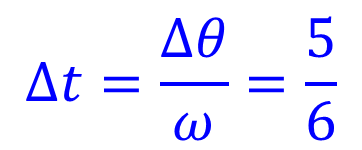 Δt = Δθ/ω = 5/6